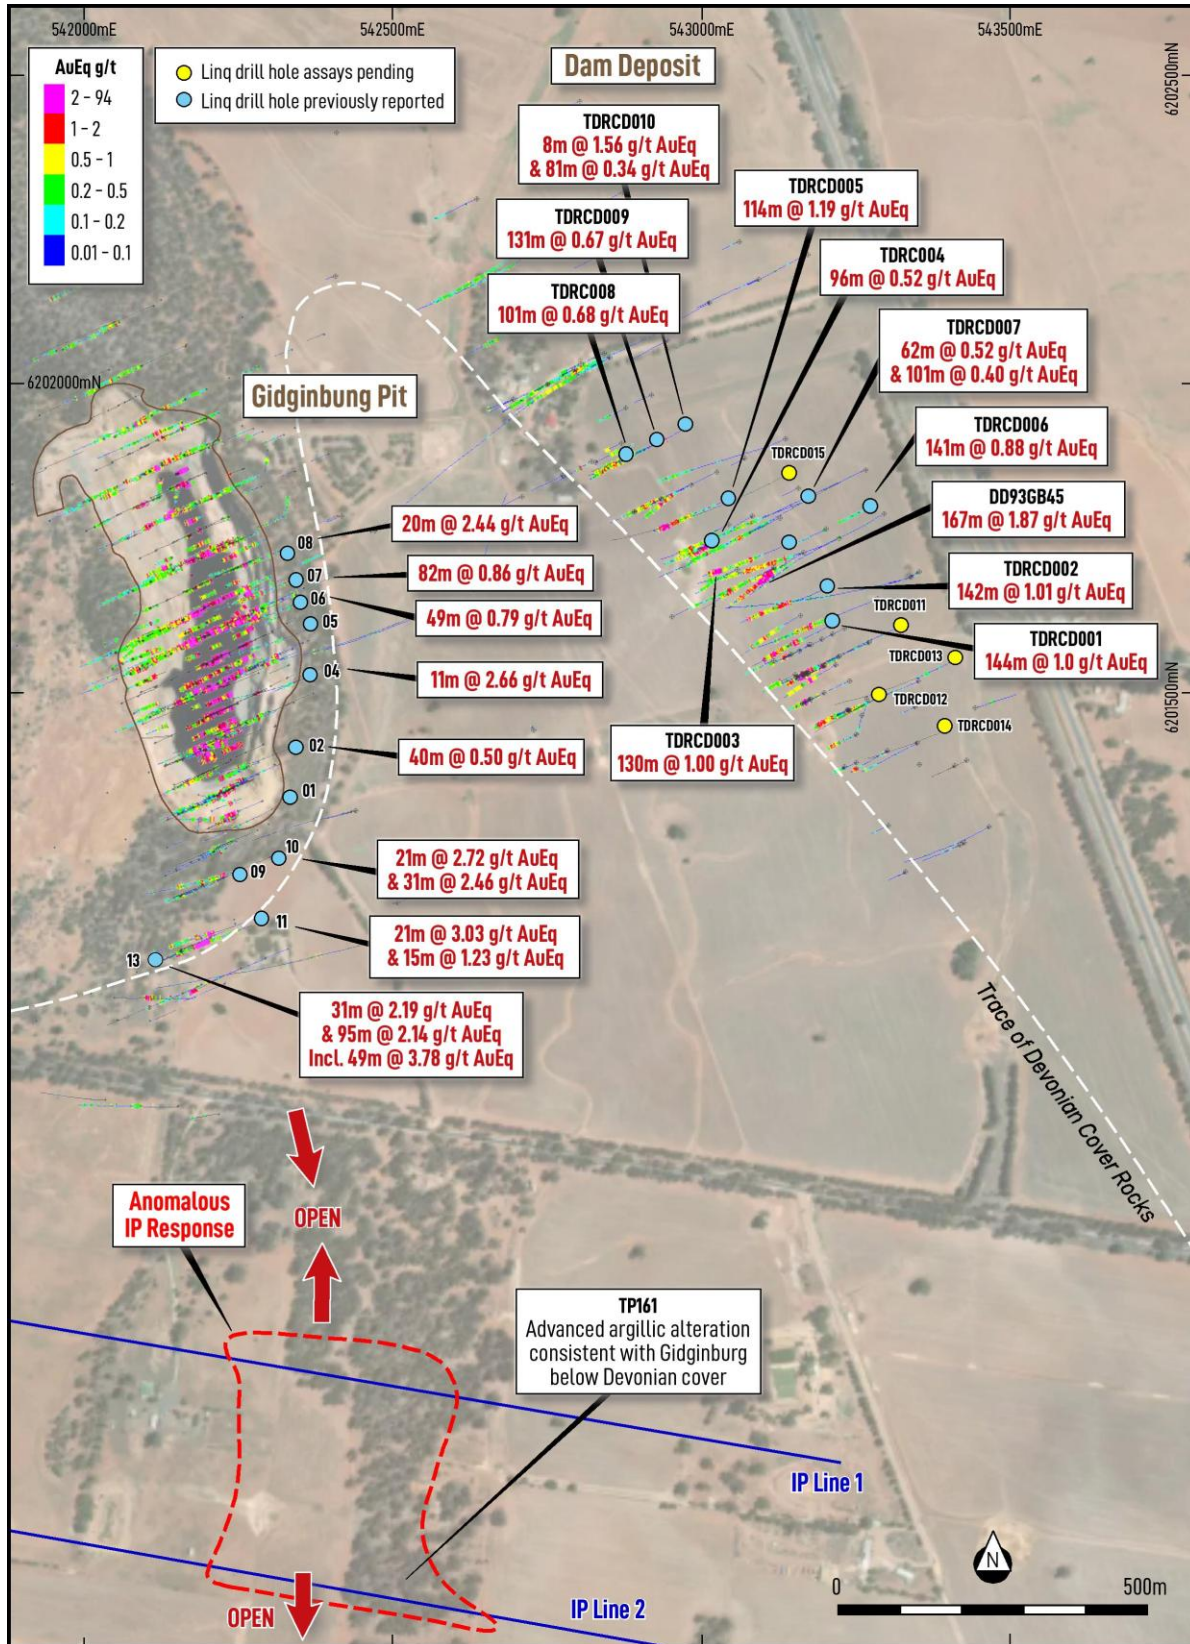 542000mE
542500mE
543000mE
543500mE
6202500mN
6202000mN
6201500mN
AuEq g/t
2 – 94
1 – 2
0.5 – 1
0.2 – 0.5
0.1 – 0.2
0.01 – 0.1
Linq drill hole assays pending
Linq drill hole previously reported
Dam Deposit
TDRCD010
8m @ 1.56 g/t AuEq
& 81m @ 0.34 g/t AuEq
TDRCD005
114m @ 1.19 g/t AuEq
TDRCD009
131m @ 0.67 g/t AuEq
TDRC004
96m @ 0.52 g/t AuEq
TDRC008
101m @ 0.68 g/t AuEq
TDRCD007
62m @ 0.52 g/t AuEq
& 101m @ 0.40 g/t AuEq
Gidginbung Pit
TDRCD006
141m @ 0.88 g/t AuEq
TDRCD015
DD93GB45
167m @ 1.87 g/t AuEq
20m @ 2.44 g/t AuEq
08
82m @ 0.86 g/t AuEq
07
TDRCD002
142m @ 1.01 g/t AuEq
06
49m @ 0.79 g/t AuEq
05
TDRCD011
TDRCD001
144m @ 1.0 g/t AuEq
TDRCD013
04
11m @ 2.66 g/t AuEq
TDRCD012
TDRCD014
02
40m @ 0.50 g/t AuEq
TDRCD003
130m @ 1.00 g/t AuEq
01
10
09
21m @ 2.72 g/t AuEq
& 31m @ 2.46 g/t AuEq
11
21m @ 3.03 g/t AuEq
& 15m @ 1.23 g/t AuEq
13
31m @ 2.19 g/t AuEq
& 95m @ 2.14 g/t AuEq
Incl. 49m @ 3.78 g/t AuEq
Trace of Devonian Cover Rocks
Anomalous
IP Response
OPEN
TP161
Advanced argillic alteration
consistent with Gidginburg
below Devonian cover
IP Line 1
IP Line 2
OPEN
N
0
500m